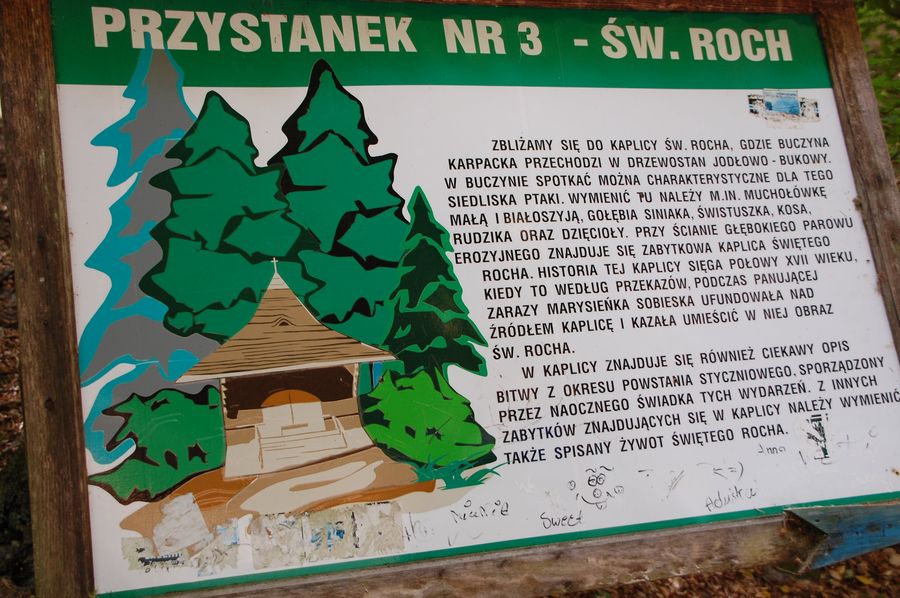 PRZYSTANEK NR 3 - ŚW. ROCH
ZBLIŻAMY SIĘ DO KAPLICY ŚW. ROCHA, GDZIE BUCZYNA
KARPACKA PRZECHODZI W DRZEWOSTAN JODŁOWO - BUKOWY.
W BUCZYNIE SPOTKAĆ MOŻNA CHARAKTERYSTYCZNE DLA TEGO
SIEDLISKA PTAKI. WYMIENIĆ TU NALEŻY M.IN. MUCHOŁÓWKĘ
MAŁĄ I BIAŁOSZYJĄ, GOŁĘBIA SINIAKA, ŚWISTUSZKA, KOSA,
RUDZIKA ORAZ DZIĘCIOŁY. PRZY ŚCIANIE GŁĘBOKIEGO PAROWU
EROZYJNEGO ZNAJDUJE SIĘ ZABYTKOWA KAPLICA ŚWIĘTEGO
ROCHA. HISTORIA TEJ KAPLICY SIĘGA POŁOWY XVII WIEKU,
KIEDY TO WEDŁUG PRZEKAZÓW, PODCZAS PANUJĄCEJ
ZARAZY MARYSIEŃKA SOBIESKA UFUNDOWAŁA NAD
ŹRÓDŁEM KAPLICĘ I KAZAŁA UMIEŚCIĆ W NIEJ OBRAZ
ŚW. ROCHA.
W KAPLICY ZNAJDUJE SIĘ RÓWNIEŻ CIEKAWY OPIS
BITWY Z OKRESU POWSTANIA STYCZNIOWEGO, SPORZĄDZONY
PRZEZ NAOCZNEGO ŚWIADKA TYCH WYDARZEŃ. Z INNYCH
ZABYTKÓW ZNAJDUJĄCYCH SIĘ W KAPLICY NALEŻY WYMIENIĆ
TAKŻE SPISANY ŻYWOT ŚWIĘTEGO ROCHA.
Anna
Sweet